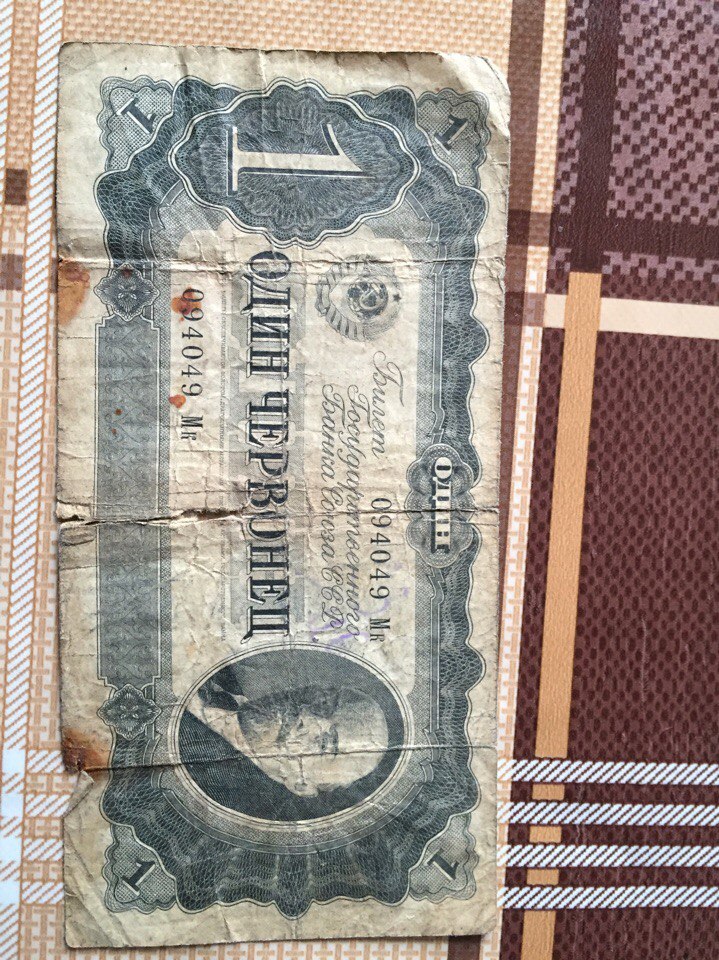 1
1
1
ОДИН
Билет
Государственного
Банка Союза ССР
094049 Мг
ОДИН ЧЕРВОНЕЦ
094049 Мг
1
1